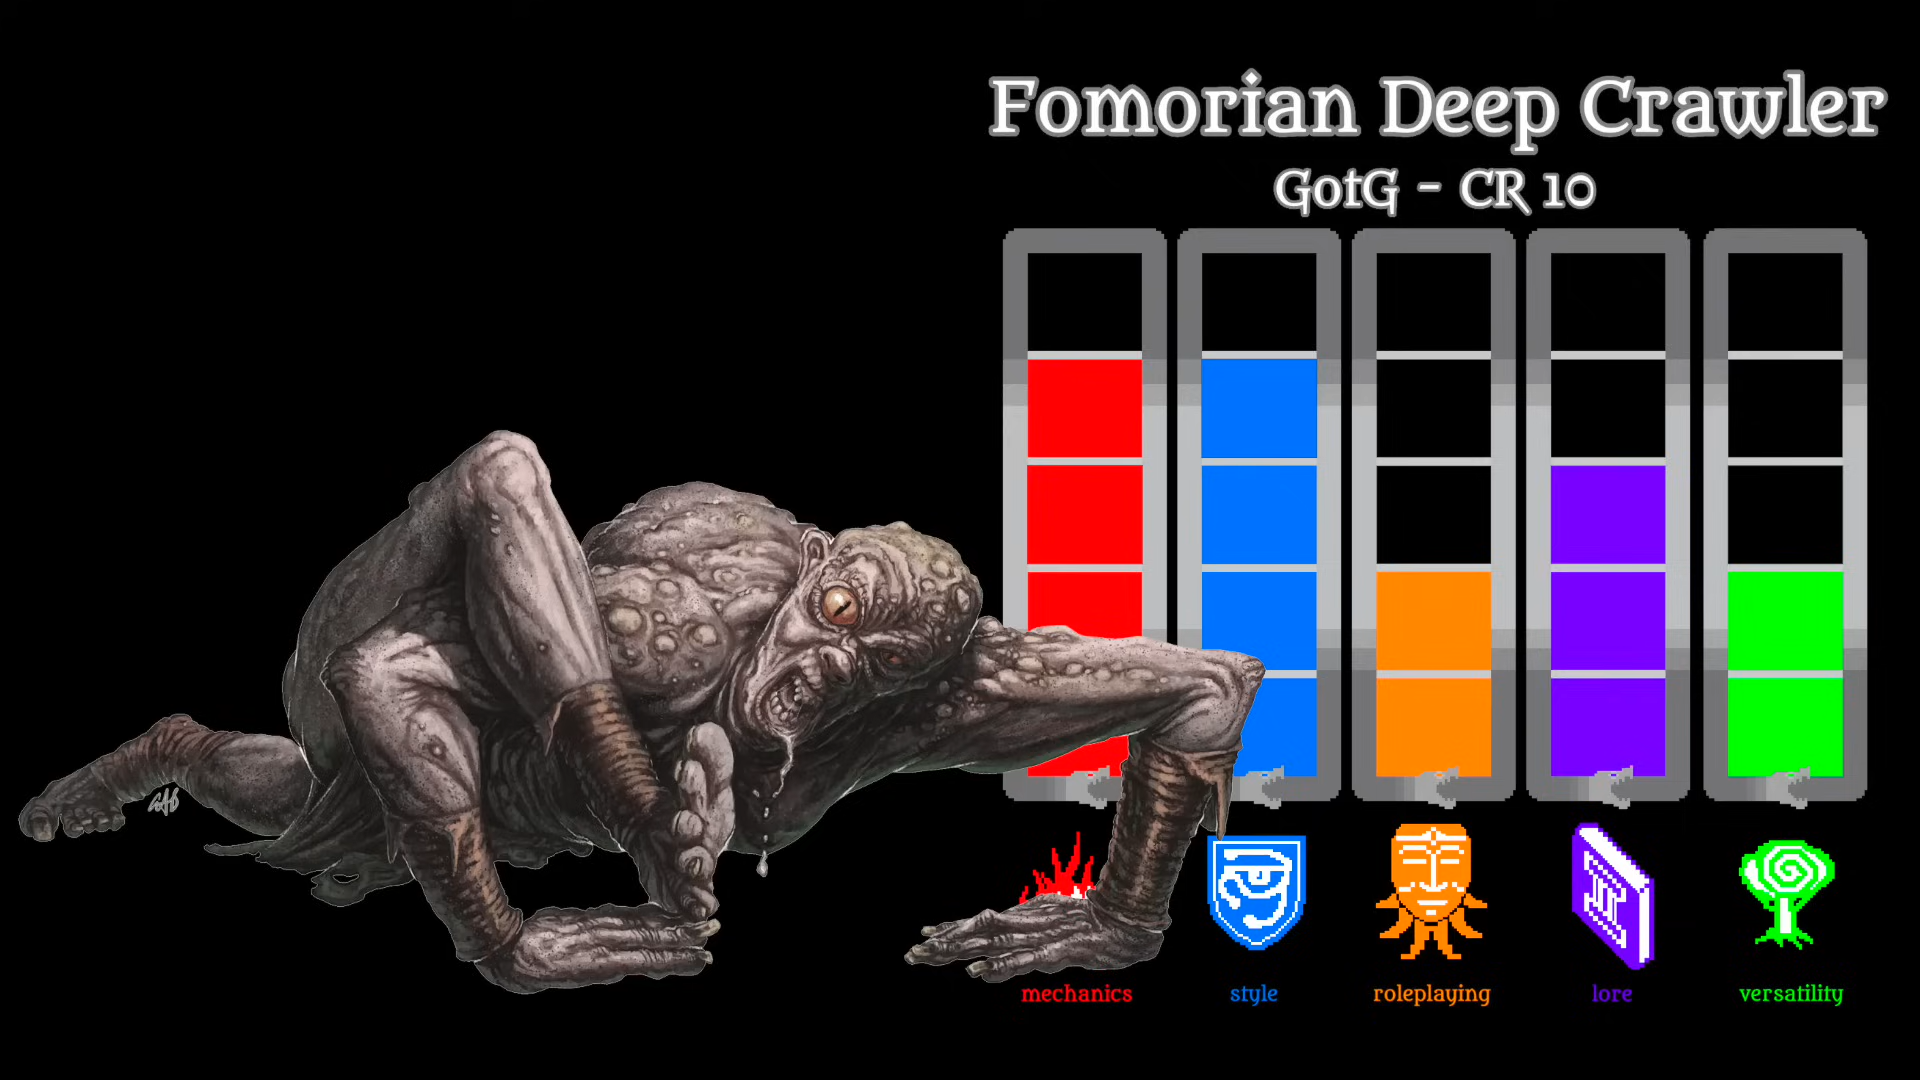 Fomorian Deep Crawler
GotG - CR 10
mechanics style roleplaying lore versatility